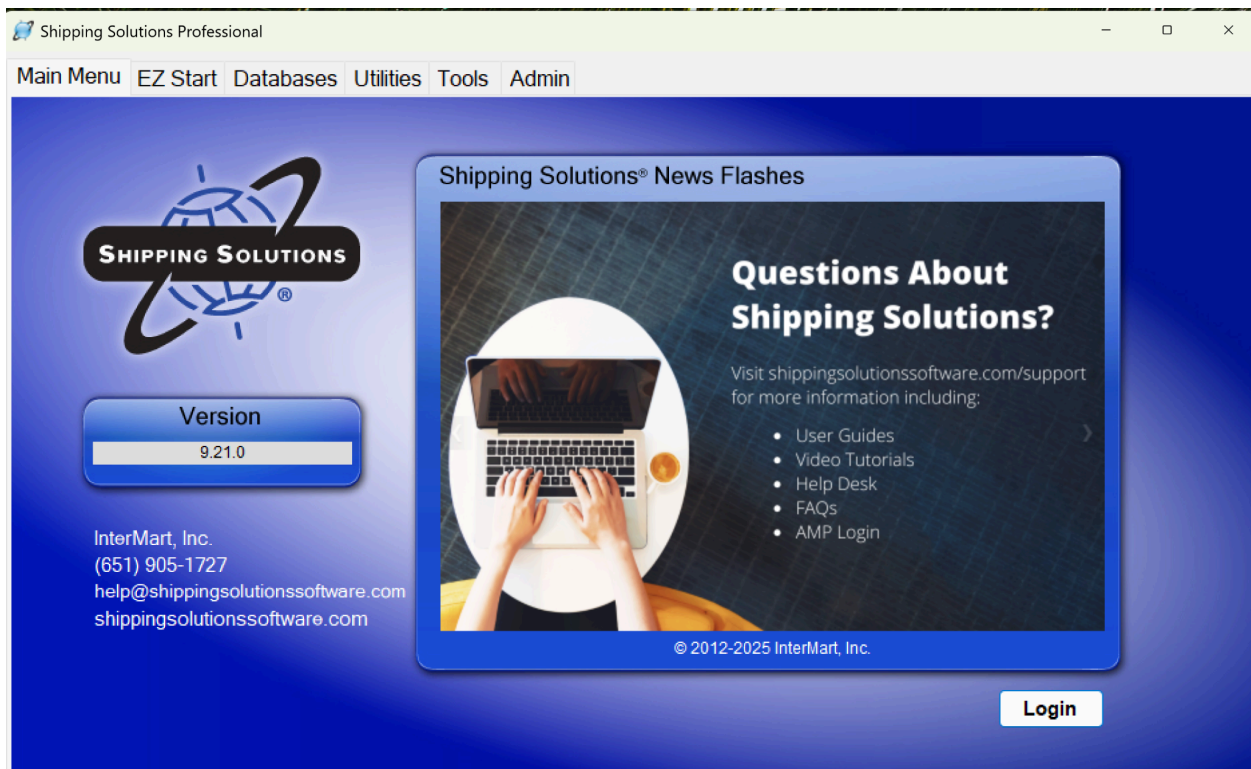 Shipping Solutions Professional
Main Menu EZ Start Databases Utilities Tools Admin
SHIPPING SOLUTIONS
®
Version
9.21.0
InterMart, Inc.
(651) 905-1727
help@shippingsolutionssoftware.com
shippingsolutionssoftware.com
Shipping Solutions® News Flashes
Questions About
Shipping Solutions?
Visit shippingsolutionssoftware.com/support
for more information including:
• User Guides
• Video Tutorials
• Help Desk
• FAQs
• AMP Login
© 2012-2025 InterMart, Inc.
Login